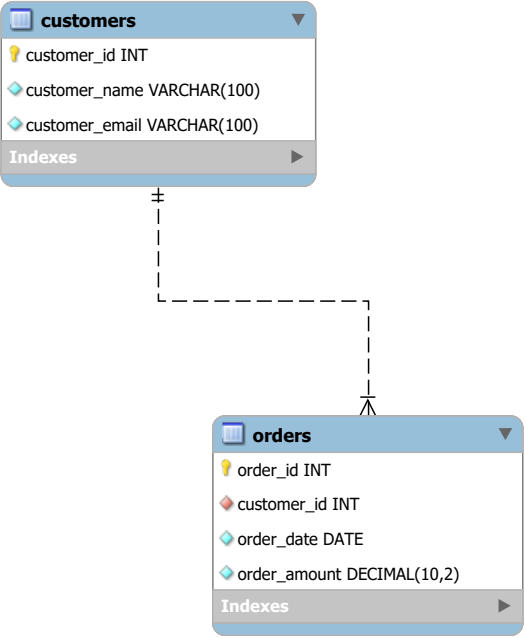 customers
customer_id INT
customer_name VARCHAR(100)
customer_email VARCHAR(100)
Indexes
orders
order_id INT
customer_id INT
order_date DATE
order_amount DECIMAL(10,2)
Indexes